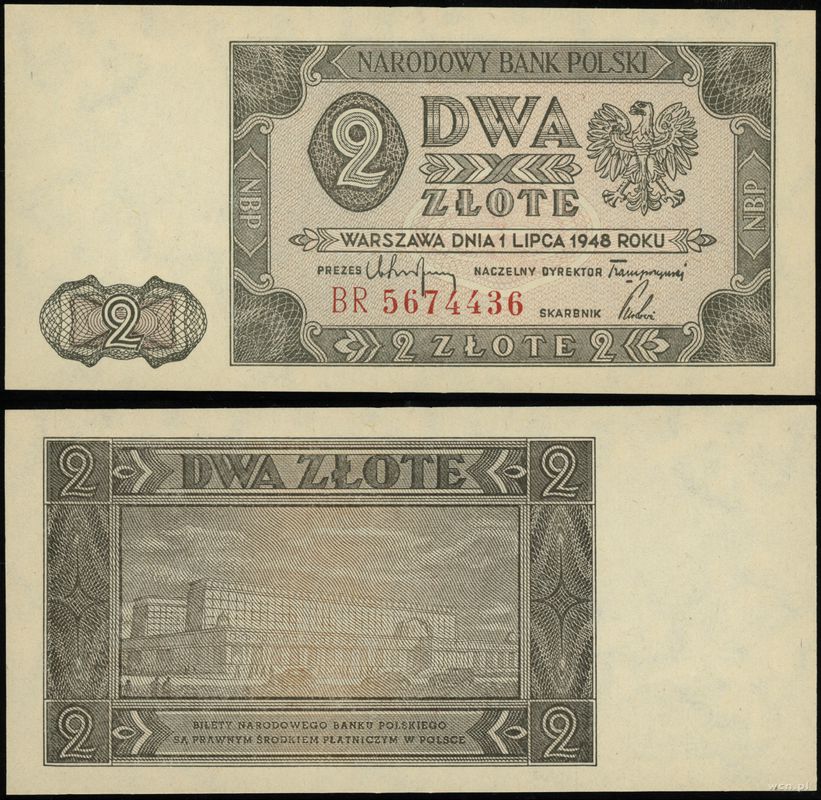 NARODOWY BANK POLSKI
2 DWA
ZŁOTE
NBP
NBP
WARSZAWA DNIA 1 LIPCA 1948 ROKU
PREZES NACZELNY DYREKTOR
BR 5674436
SKARBNIK
2
2 ZŁOTE 2
2 DWA ZŁOTE 2
BILETY NARODOWEGO BANKU POLSKIEGO
SĄ PRAWNYM ŚRODKIEM PŁATNICZYM W POLSCE
2 2
wcn.pl